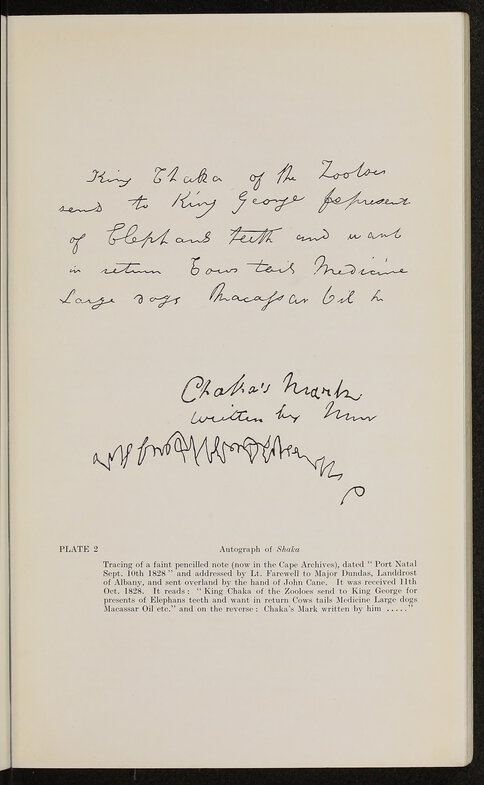 King Chaka of the Zooloes
send to King George for present
of Elephans teeth and want
in return Cows tails Medicine
Large dogs Macassar Oil &c
Chaka's Mark
written by him
PLATE 2
Autograph of Shaka
Tracing of a faint pencilled note (now in the Cape Archives), dated "Port Natal
Sept. 10th 1828" and addressed by Lt. Farewell to Major Dundas, Landdrost
of Albany, and sent overland by the hand of John Cane. It was received 11th
Oct. 1828. It reads: "King Chaka of the Zooloes send to King George for
presents of Elephans teeth and want in return Cows tails Medicine Large dogs
Macassar Oil etc." and on the reverse: Chaka's Mark written by him ....."